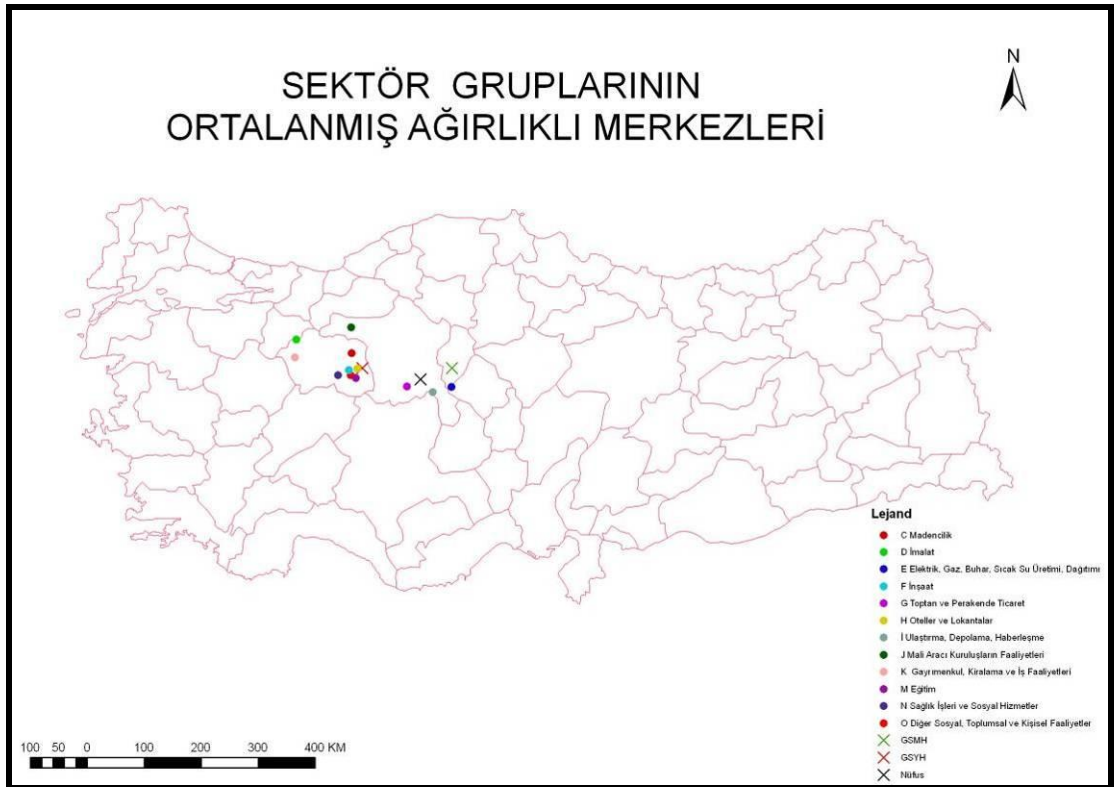 N
SEKTÖR GRUPLARININ
ORTALANMIŞ AĞIRLIKLI MERKEZLERİ
Lejand
C Madencilik
D İmalat
E Elektrik, Gaz, Buhar, Sıcak Su Üretimi, Dağıtımı
F İnşaat
G Toptan ve Perakende Ticaret
H Oteller ve Lokantalar
İ Ulaştırma, Depolama, Haberleşme
J Mali Aracı Kuruluşların Faaliyetleri
K Gayrımenkul, Kiralama ve İş Faaliyetleri
M Eğitim
N Sağlık İşleri ve Sosyal Hizmetler
O Diğer Sosyal, Toplumsal ve Kişisel Faaliyetler
GSMH
GSYH
Nüfus
100 50 0 100 200 300 400 KM